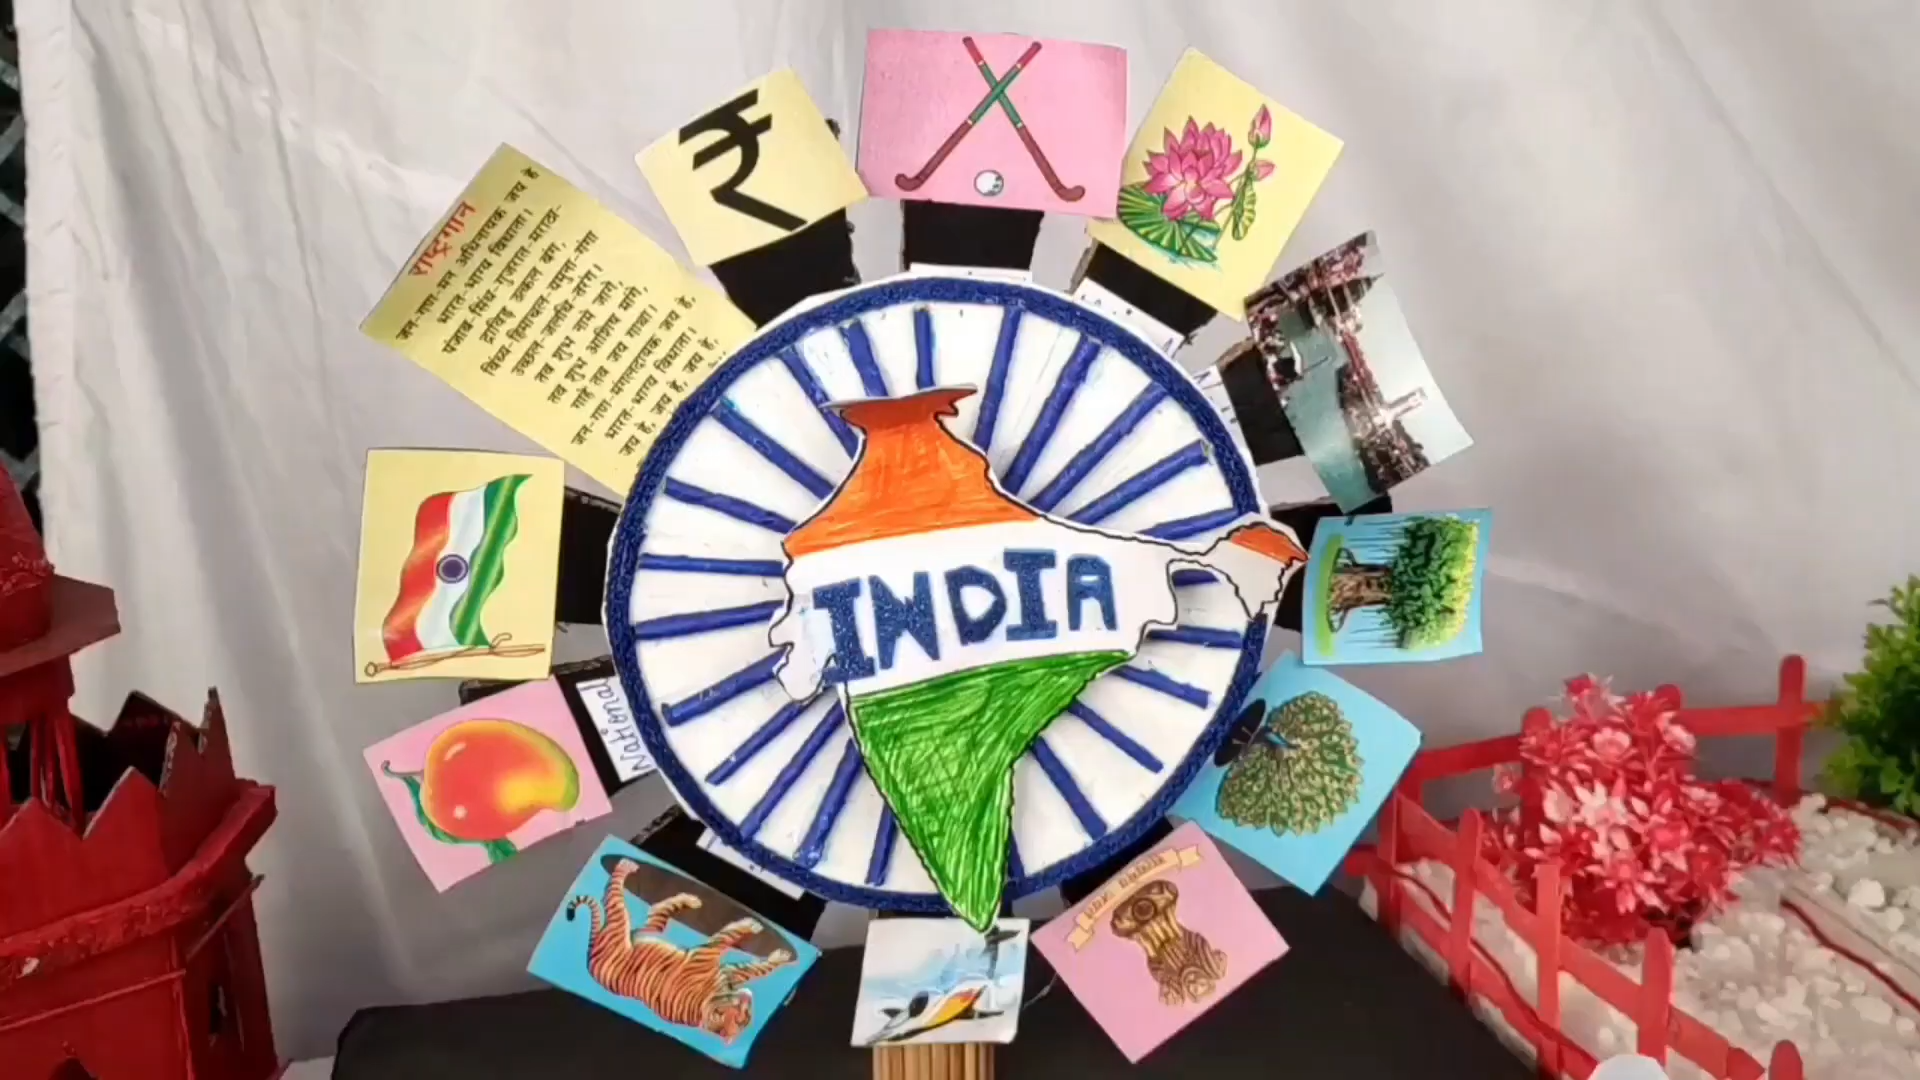 राष्ट्रगान
जन-गण-मन अधिनायक जय हे
भारत-भाग्य विधाता।
पंजाब-सिंध-गुजरात-मराठा-
द्राविड़ उत्कल बंग,
विंध्य-हिमाचल-यमुना-गंगा
उच्छल-जलधि-तरंग।
तव शुभ नामे जागे,
तव शुभ आशिष मांगे,
गाहे तव जय गाथा।
जन-गण-मंगलदायक जय हे,
भारत-भाग्य विधाता।
जय हे, जय हे, जय हे,
₹
INDIA
National